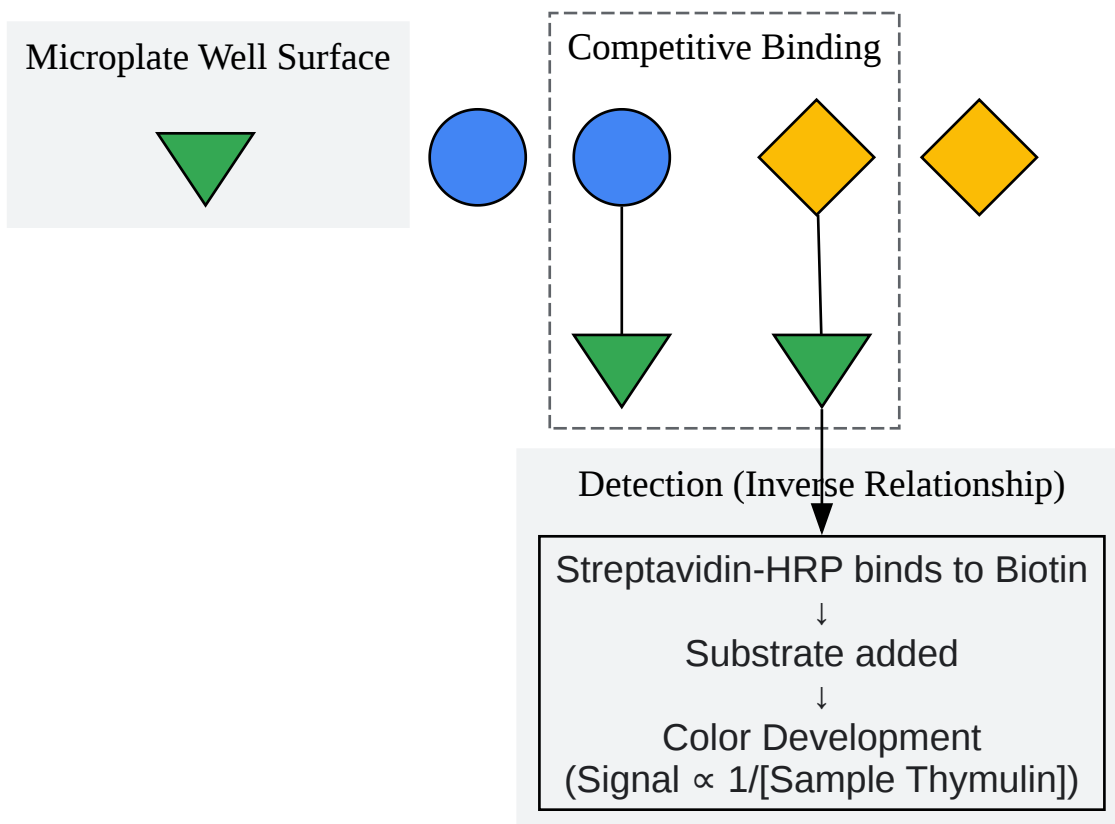 Microplate Well Surface
Competitive Binding
Detection (Inverse Relationship)
Streptavidin-HRP binds to Biotin
↓
Substrate added
↓
Color Development
(Signal ∝ 1/[Sample Thymulin])